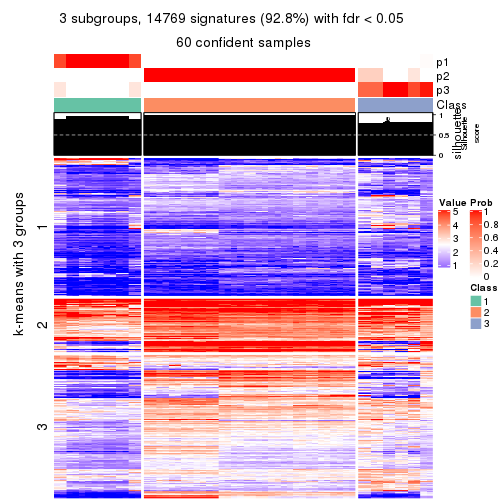 3 subgroups, 14769 signatures (92.8%) with fdr < 0.05
60 confident samples
p1
p2
p3
Class
silhouette
Silhouette
score
1
0.5
0
k-means with 3 groups
1
2
3
Value
5
4
3
2
1
Prob
1
0.8
0.6
0.4
0.2
0
Class
1
2
3